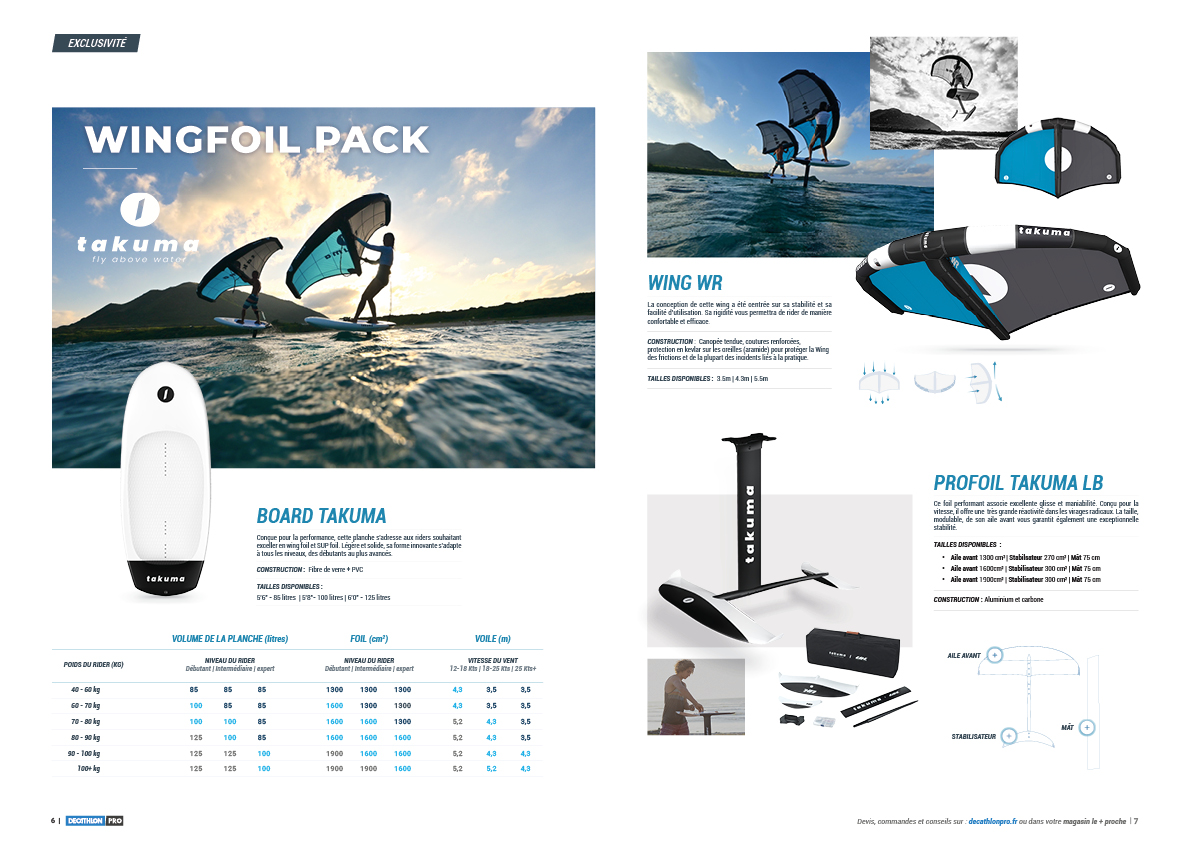 EXCLUSIVITÉ
WINGFOIL PACK
takuma
fly above water
takuma
BOARD TAKUMA
Conçue pour la performance, cette planche s'adresse aux riders souhaitant
exceller en wing foil et SUP foil. Légère et solide, sa forme innovante s'adapte
à tous les niveaux, des débutants au plus avancés.
CONSTRUCTION : Fibre de verre + PVC
TAILLES DISPONIBLES :
5'6" - 85 litres | 5'8"- 100 litres | 6'0" - 125 litres
VOLUME DE LA PLANCHE (litres) FOIL (cm²) VOILE (m)
POIDS DU RIDER (KG) NIVEAU DU RIDER NIVEAU DU RIDER VITESSE DU VENT
Débutant | Intermédiaire | expert Débutant | Intermédiaire | expert 12-18 Kts | 18-25 Kts | 25 Kts+
40 - 60 kg 85 85 85 1300 1300 1300 4,3 3,5 3,5
60 - 70 kg 100 85 85 1600 1300 1300 4,3 3,5 3,5
70 - 80 kg 100 100 85 1600 1600 1300 5,2 4,3 3,5
80 - 90 kg 125 100 85 1600 1600 1600 5,2 4,3 3,5
90 - 100 kg 125 125 100 1900 1600 1600 5,2 4,3 4,3
100+ kg 125 125 100 1900 1900 1600 5,2 5,2 4,3
6 | DECATHLON PRO
takuma
WING WR
La conception de cette wing a été centrée sur sa stabilité et sa
facilité d'utilisation. Sa rigidité vous permettra de rider de manière
confortable et efficace.
CONSTRUCTION : Canopée tendue, coutures renforcées,
protection en kevlar sur les oreilles (aramide) pour protéger la Wing
des frictions et de la plupart des incidents liés à la pratique.
TAILLES DISPONIBLES : 3.5m | 4.3m | 5.5m
takuma
PROFOIL TAKUMA LB
Ce foil performant associe excellente glisse et maniabilité. Conçu pour la
vitesse, il offre une très grande réactivité dans les virages radicaux. La taille,
modulable, de son aile avant vous garantit également une exceptionnelle
stabilité.
TAILLES DISPONIBLES :
• Aile avant 1300 cm² | Stabilisateur 270 cm² | Mât 75 cm
• Aile avant 1600cm² | Stabilisateur 300 cm² | Mât 75 cm
• Aile avant 1900cm² | Stabilisateur 300 cm² | Mât 75 cm
CONSTRUCTION : Aluminium et carbone
takuma
takuma
AILE AVANT
MÂT
STABILISATEUR
Devis, commandes et conseils sur : decathlonpro.fr ou dans votre magasin le + proche | 7